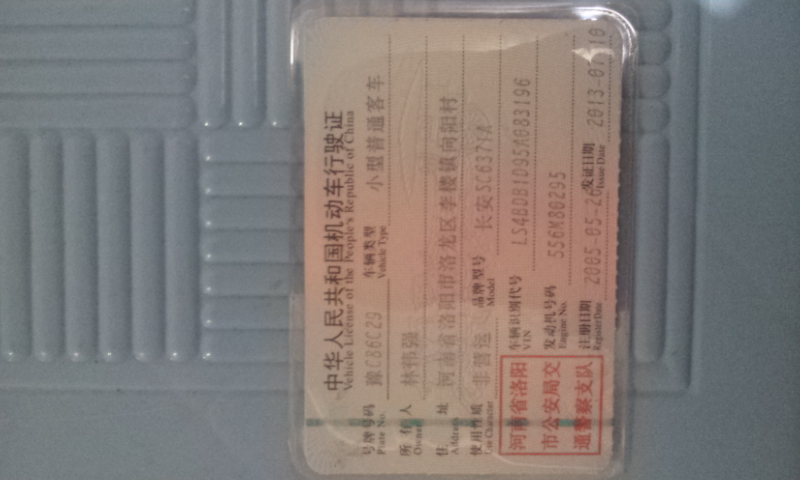 中华人民共和国机动车行驶证
Vehicle License of the People's Republic of China
号牌号码 豫C86C29 车辆类型 小型普通客车
Plate No. Vehicle Type
所有人 林伟强
Owner
住址 河南省洛阳市洛龙区李楼镇向阳村
Address
使用性质 非营运 品牌型号 长安SC6371A
Use Character Model
河南省洛阳
市公安局交
通警察支队
车辆识别代号 LS4BDB1D95A083196
VIN
发动机号码 5S6M80295
Engine No.
注册日期 2005-05-26 发证日期 2013-07-10
Register Date Issue Date